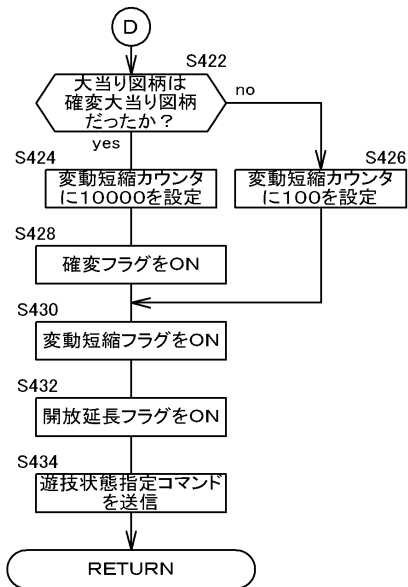 D
S422
大当り図柄は
確変大当り図柄
だったか？
no
yes
S424
変動短縮カウンタ
に10000を設定
S426
変動短縮カウンタ
に100を設定
S428
確変フラグをON
S430
変動短縮フラグをON
S432
開放延長フラグをON
S434
遊技状態指定コマンド
を送信
RETURN